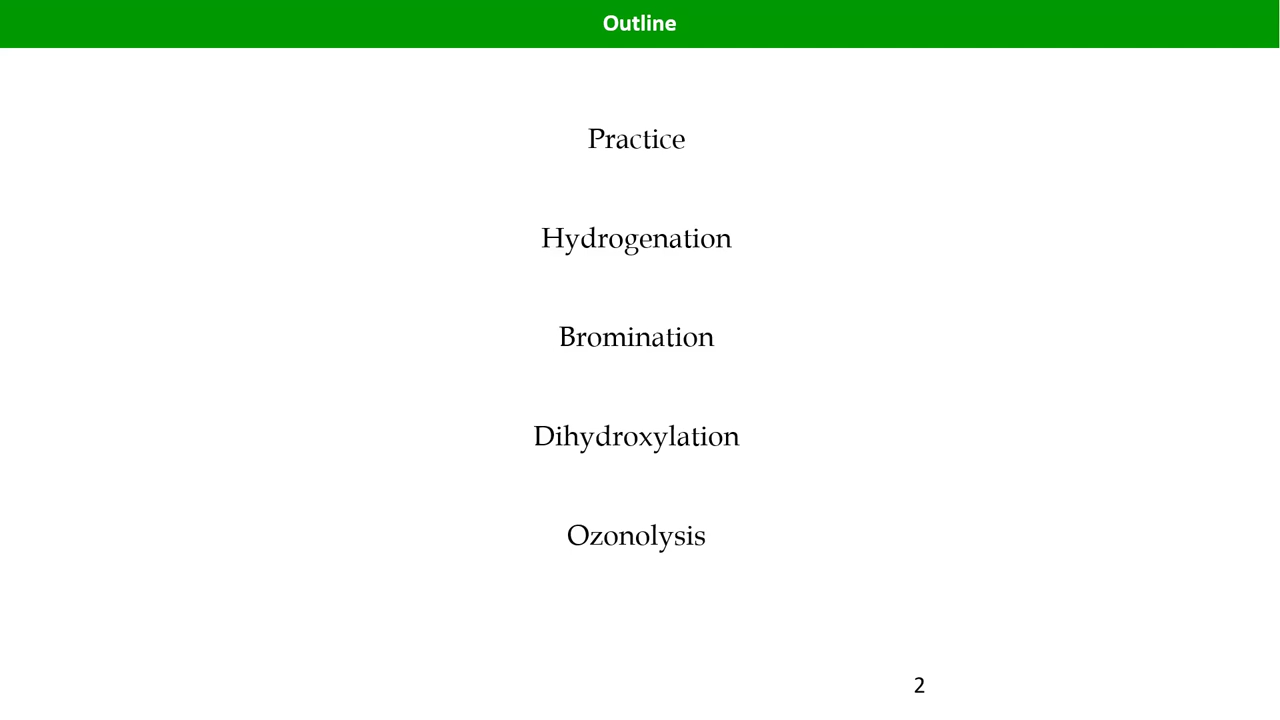 Outline
Practice
Hydrogenation
Bromination
Dihydroxylation
Ozonolysis
2